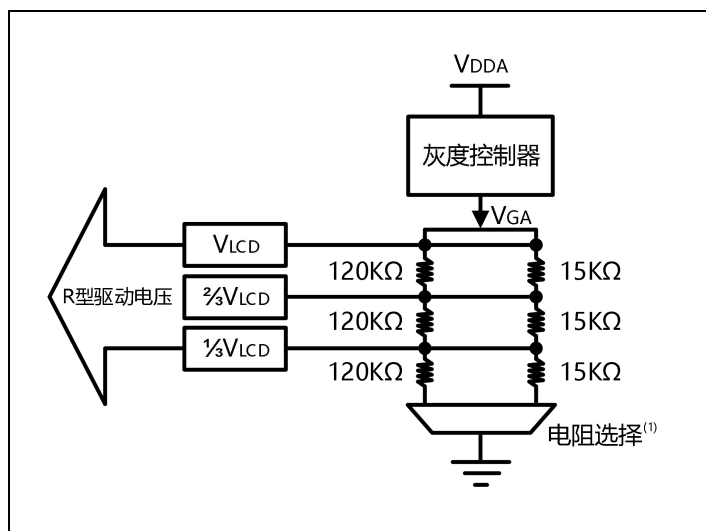 VDDA
灰度控制器
VGA
VLCD
120KΩ 15KΩ
R型驱动电压 ⅔VLCD
120KΩ 15KΩ
⅓VLCD
120KΩ 15KΩ
电阻选择(1)